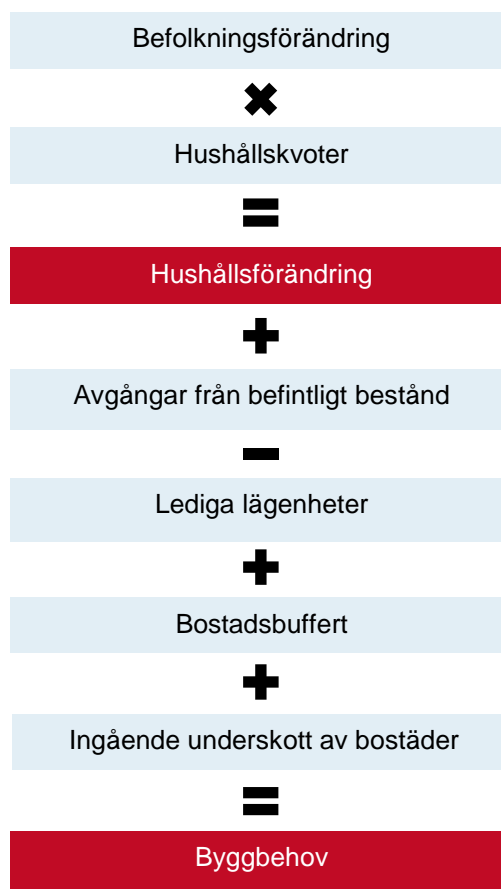 Befolkningsförändring
✖
Hushållskvoter
=
Hushållsförändring
+
Avgångar från befintligt bestånd
−
Lediga lägenheter
+
Bostadsbuffert
+
Ingående underskott av bostäder
=
Byggbehov